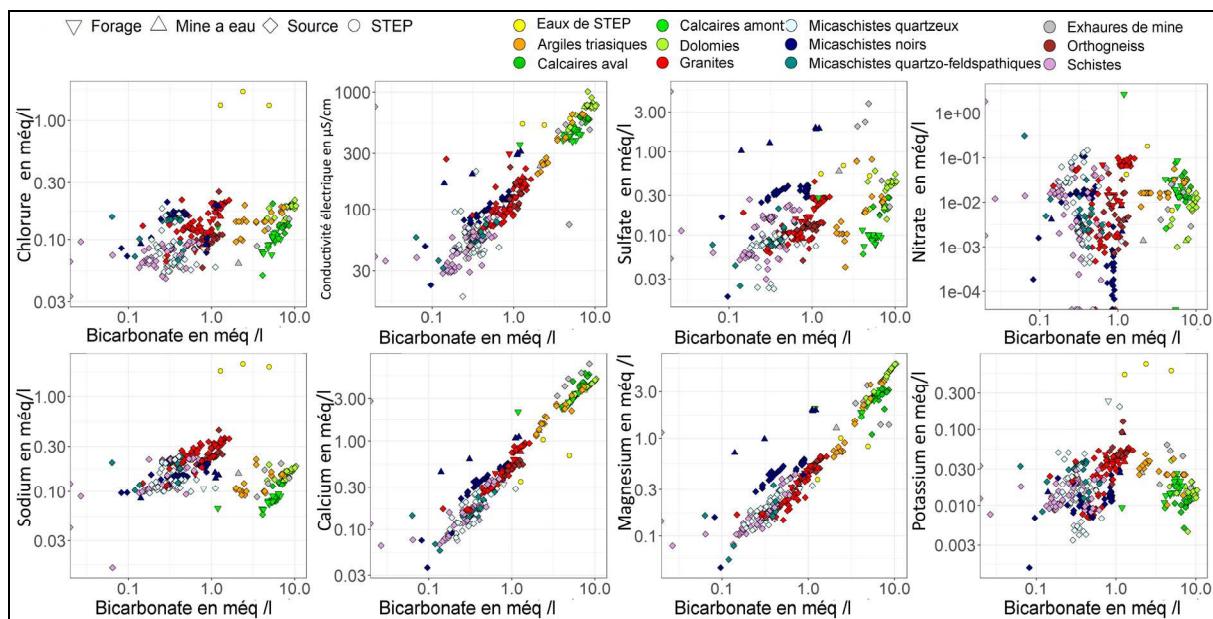 Forage Mine a eau Source STEP
Eaux de STEP Calcaires amont Micaschistes quartzeux Exhaures de mine
Argiles triasiques Dolomies Micaschistes noirs Orthogneiss
Calcaires aval Granites Micaschistes quartzo-feldspathiques Schistes
Chlorure en méq/l
1.00
0.30
0.10
0.03
0.1 1.0 10.0
Bicarbonate en méq /l
Conductivité électrique en µS/cm
1000
300
100
30
0.1 1.0 10.0
Bicarbonate en méq /l
Sulfate en méq/l
3.00
1.00
0.30
0.10
0.03
0.1 1.0 10.0
Bicarbonate en méq /l
Nitrate en méq/l
1e+00
1e-01
1e-02
1e-03
1e-04
0.1 1.0 10.0
Bicarbonate en méq /l
Sodium en méq/l
1.00
0.30
0.10
0.03
0.1 1.0 10.0
Bicarbonate en méq /l
Calcium en méq/l
3.00
1.00
0.30
0.10
0.03
0.1 1.0 10.0
Bicarbonate en méq /l
Magnesium en méq/l
3.0
1.0
0.3
0.1
0.1 1.0 10.0
Bicarbonate en méq /l
Potassium en méq/l
0.300
0.100
0.030
0.010
0.003
0.1 1.0 10.0
Bicarbonate en méq /l